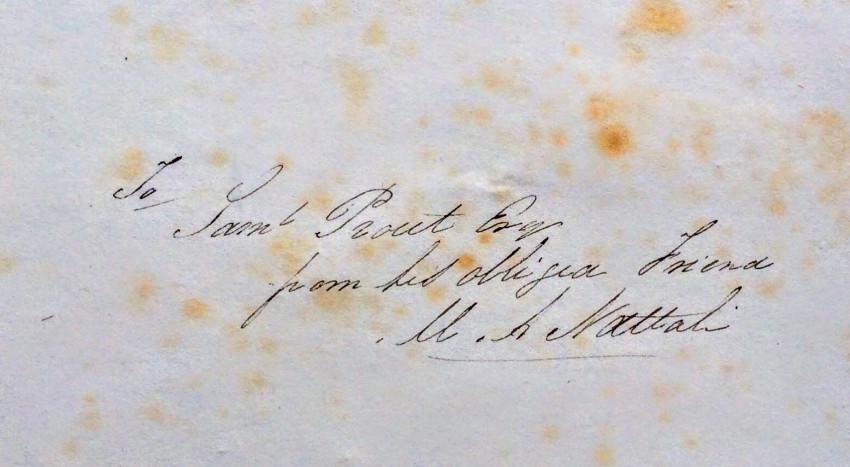 To
Saml Prout Esq
from his obliged Friend
M. A Nattali